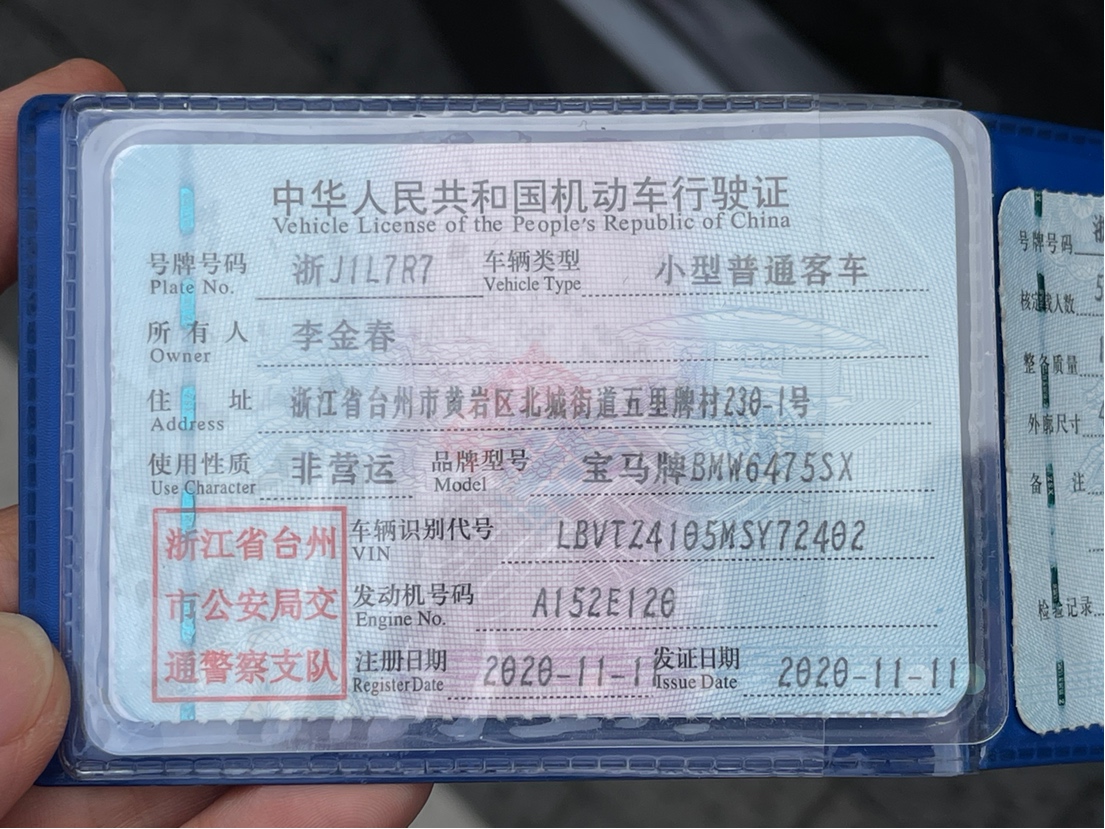 中华人民共和国机动车行驶证
Vehicle License of the People's Republic of China
号牌号码 浙J1L7R7 车辆类型 小型普通客车
Plate No. Vehicle Type
所有人 李金春
Owner
住址 浙江省台州市黄岩区北城街道五里牌村230-1号
Address
使用性质 非营运 品牌型号 宝马牌BMW6475SX
Use Character Model
浙江省台州
市公安局交
通警察支队
车辆识别代号 LBVTZ4105MSY72402
VIN
发动机号码 A152E120
Engine No.
注册日期 2020-11-11 发证日期 2020-11-11
Register Date Issue Date
号牌号码 浙
核定载人数 5
整备质量 1
外廓尺寸
备注
检验记录